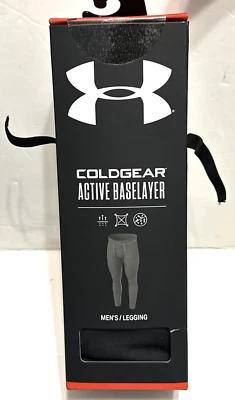 COLDGEAR®
ACTIVE BASELAYER
MEN'S/LEGGING